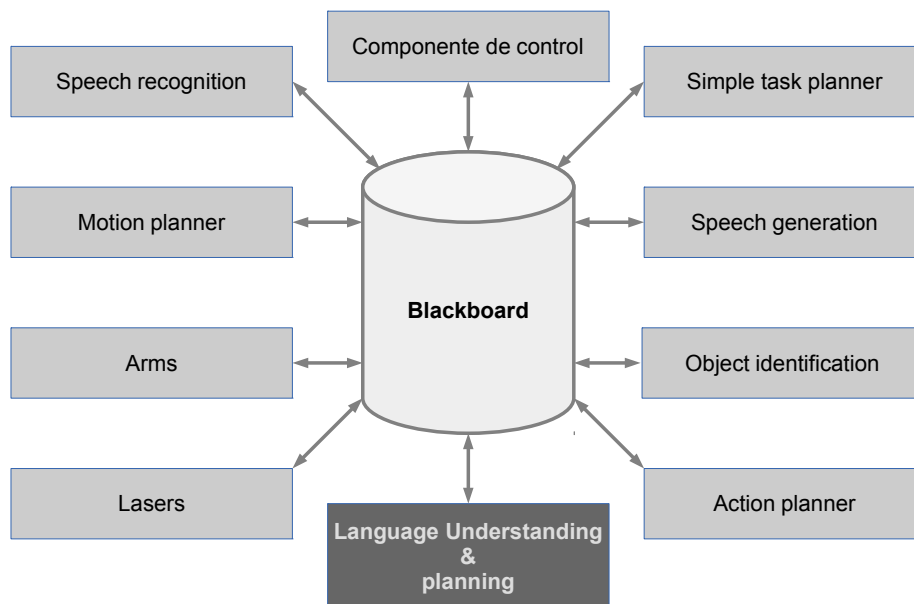 Componente de control
Speech recognition
Simple task planner
Motion planner
Speech generation
Blackboard
Arms
Object identification
Lasers
Action planner
Language Understanding
&
planning